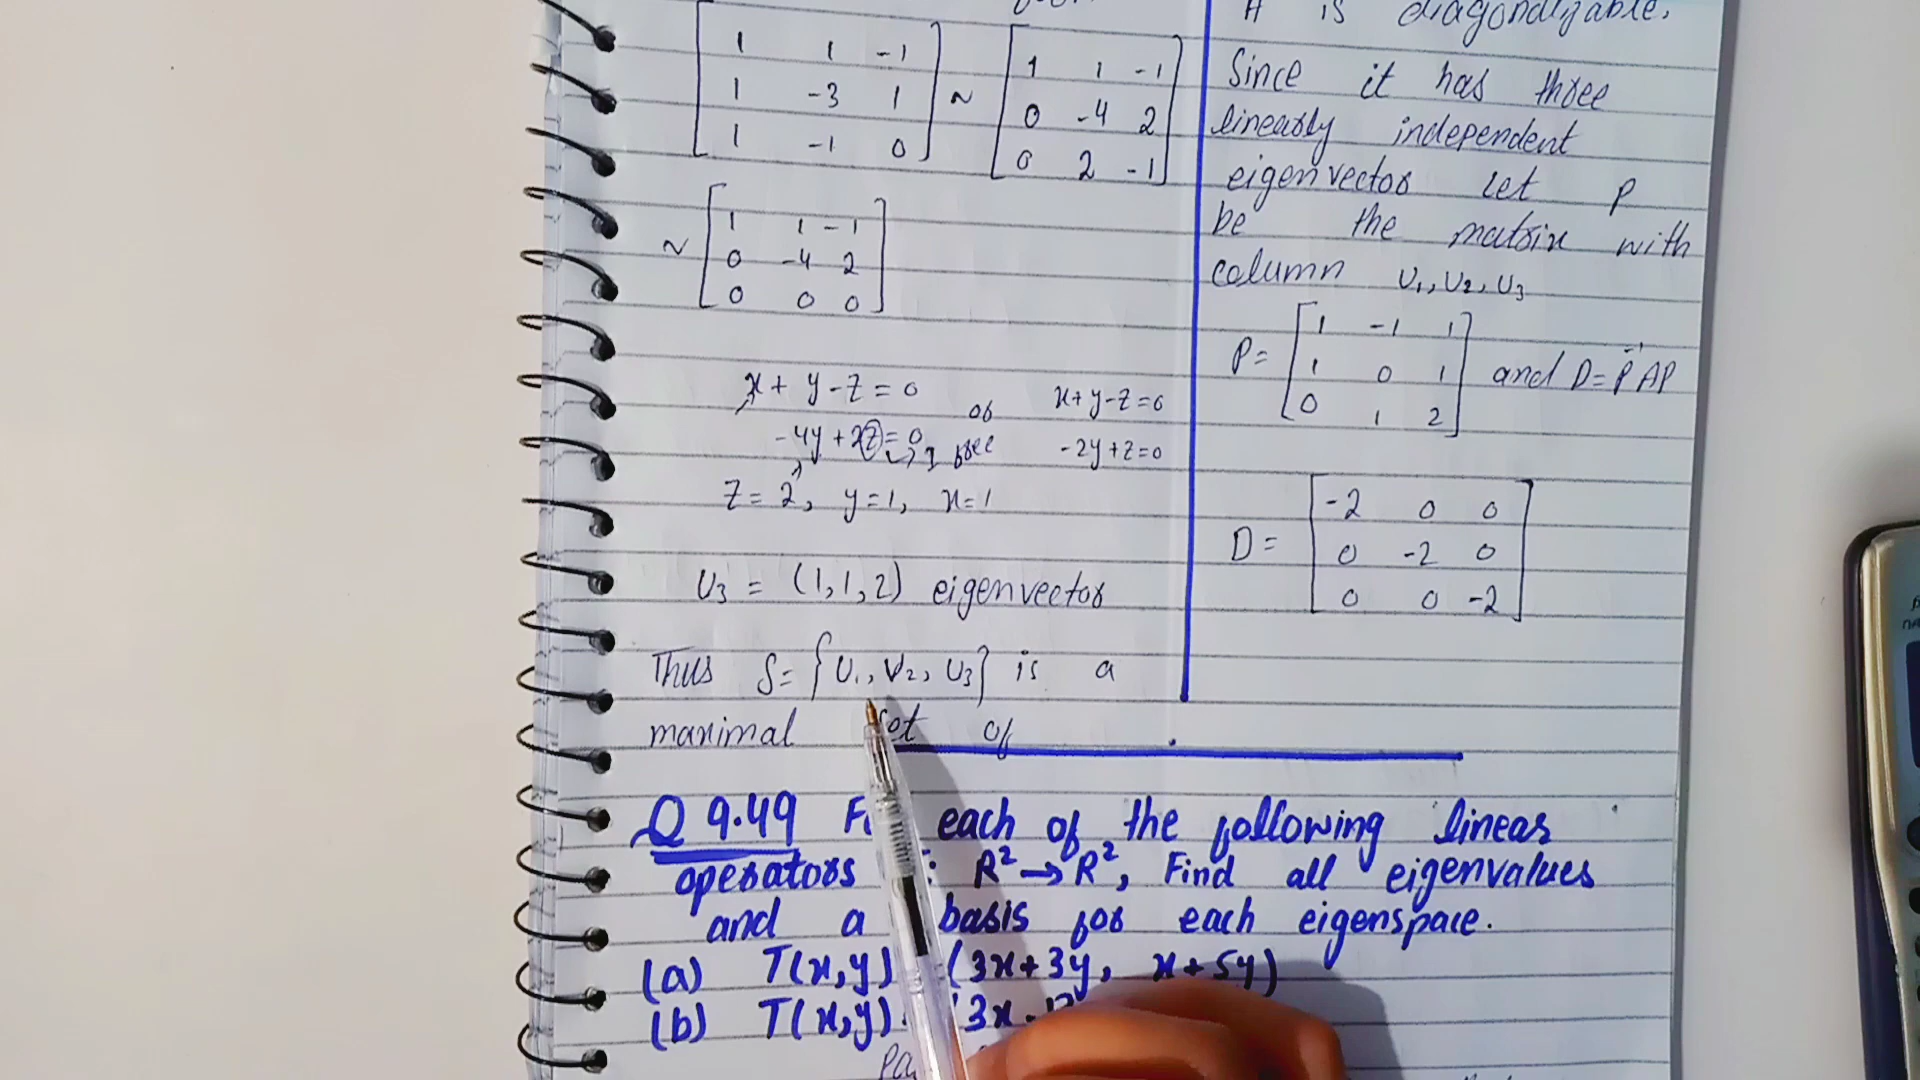 [1 1 -1
1 -3 1
1 -1 0] ~ [1 1 -1
0 -4 2
0 2 -1]
~ [1 1 -1
0 -4 2
0 0 0]
x + y - z = 0 or x+y-z=0
-4y + 2z = 0 1 free -2y+z=0
z = 2, y=1, x=1
U3 = (1,1,2) eigenvector
Thus S= {U1, U2, U3} is a
maximal set of
A is diagonalizable.
Since it has three
linearly independent
eigenvector Let P
be the matrix with
column U1, U2, U3
P= [1 -1 1
1 0 1
0 1 2] and D= P⁻¹AP
D= [-2 0 0
0 -2 0
0 0 -2]
Q 9.49 each of the following linear
operators : R² → R², Find all eigenvalues
and a basis for each eigenspace.
(a) T(x,y) (3x+3y, x+5y)
(b) T(x,y) (3x -